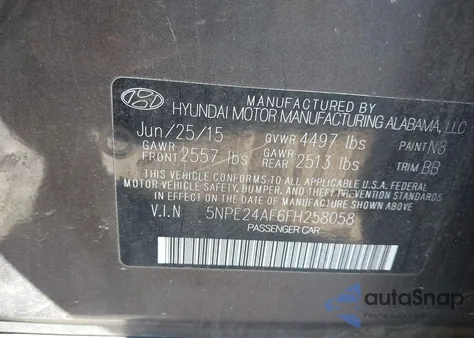 MANUFACTURED BY
HYUNDAI MOTOR MANUFACTURING ALABAMA, LLC
Jun/25/15 GVWR 4497 lbs PAINT N8
GAWR FRONT 2557 lbs GAWR REAR 2513 lbs TRIM BB
THIS VEHICLE CONFORMS TO ALL APPLICABLE U.S.A FEDERAL
MOTOR VEHICLE SAFETY, BUMPER, AND THEFT PREVENTION STANDARDS
IN EFFECT ON THE DATE OF MANUFACTURE SHOWN ABOVE.
V.I.N 5NPE24AF6FH258058
PASSENGER CAR
autoSnap